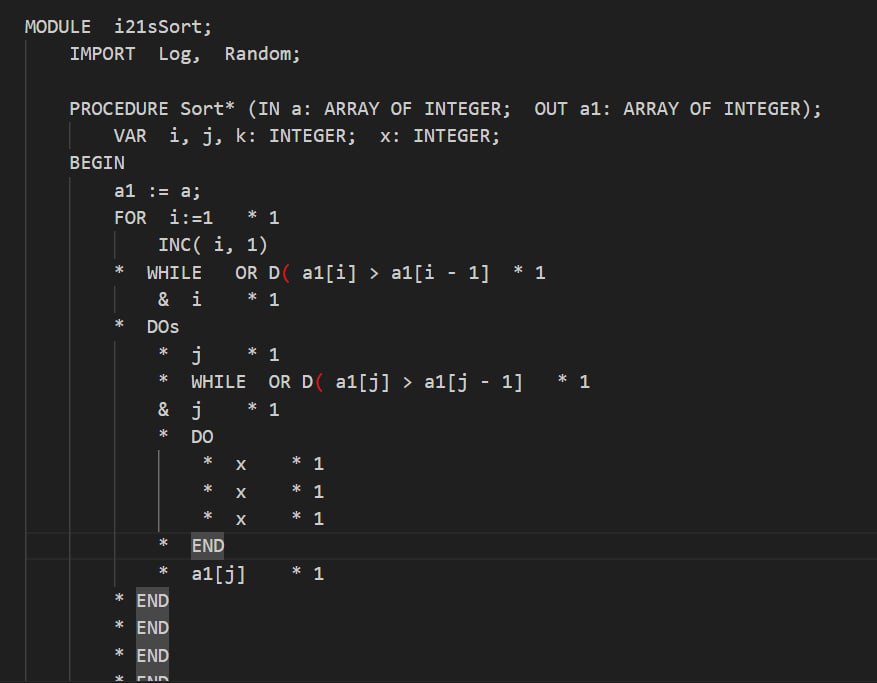 MODULE  i21sSort;
IMPORT  Log,  Random;
PROCEDURE Sort* (IN a: ARRAY OF INTEGER;  OUT a1: ARRAY OF INTEGER);
VAR  i, j, k: INTEGER;  x: INTEGER;
BEGIN
a1 := a;
FOR  i:=1   * 1
INC( i, 1)
*  WHILE   OR D( a1[i] > a1[i - 1]  * 1
&  i    * 1
*  DOs
*  j    * 1
*  WHILE  OR D( a1[j] > a1[j - 1]   * 1
&  j    * 1
*  DO
*  x    * 1
*  x    * 1
*  x    * 1
*  END
*  a1[j]    * 1
* END
* END
* END
* END